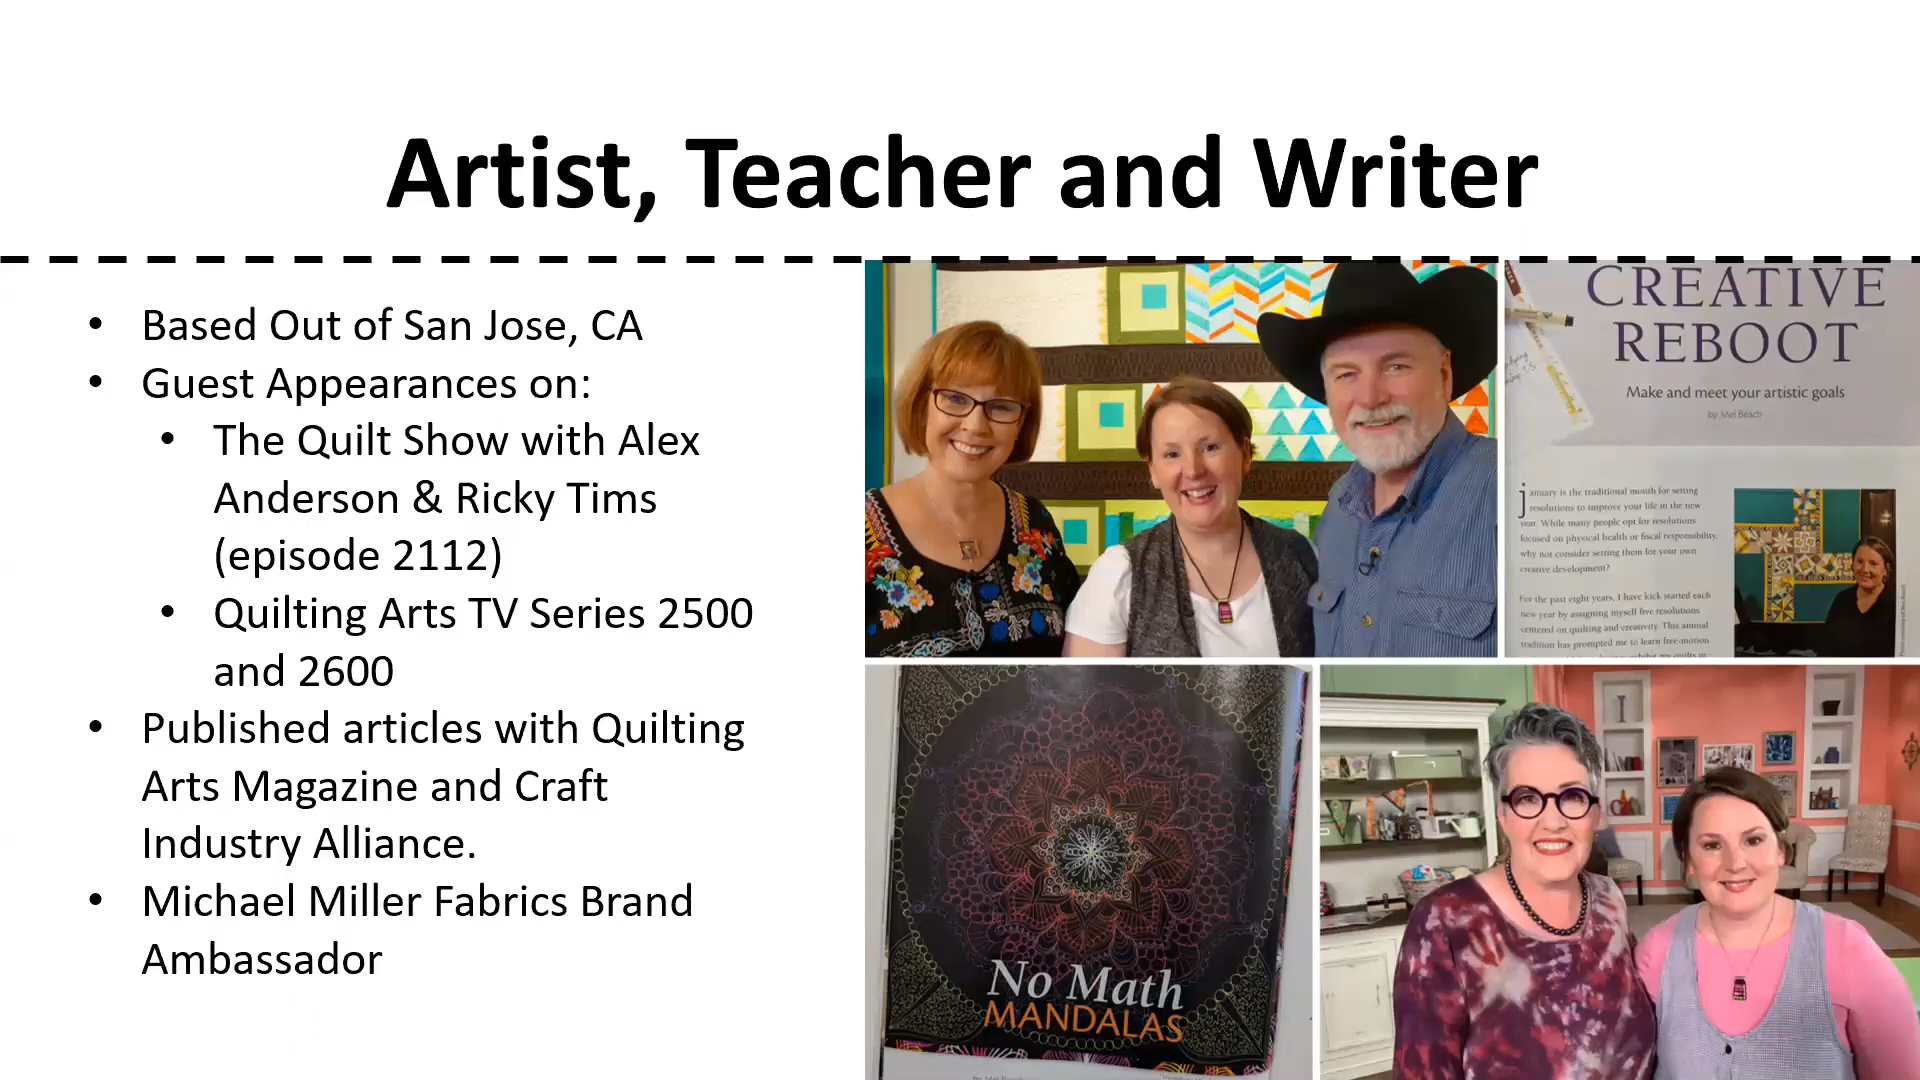 Artist, Teacher and Writer
• Based Out of San Jose, CA
• Guest Appearances on:
• The Quilt Show with Alex
Anderson & Ricky Tims
(episode 2112)
• Quilting Arts TV Series 2500
and 2600
• Published articles with Quilting
Arts Magazine and Craft
Industry Alliance.
• Michael Miller Fabrics Brand
Ambassador
CREATIVE
REBOOT
Make and meet your artistic goals
by Mel Beach
january is the traditional month for setting
resolutions to improve your life in the new
year. While many people opt for resolutions
focused on physical health or fiscal responsibility,
why not consider setting them for your own
creative development?
For the past eight years, I have kick started each
new year by assigning myself five resolutions
centered on quilting and creativity. This annual
tradition has prompted me to learn free-motion
No Math
MANDALAS